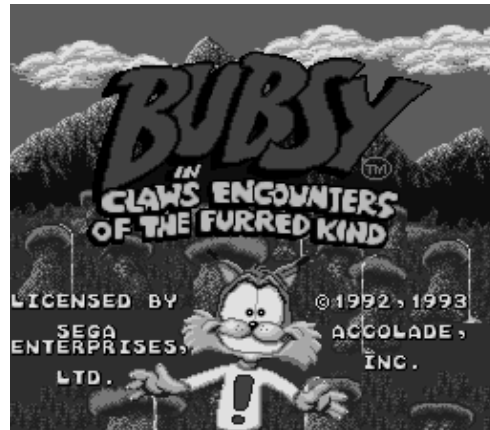 BUBSY
TM
IN
CLAWS ENCOUNTERS
OF THE FURRED KIND
LICENSED BY
SEGA
ENTERPRISES,
LTD.
©1992,1993
ACCOLADE,
INC.
!